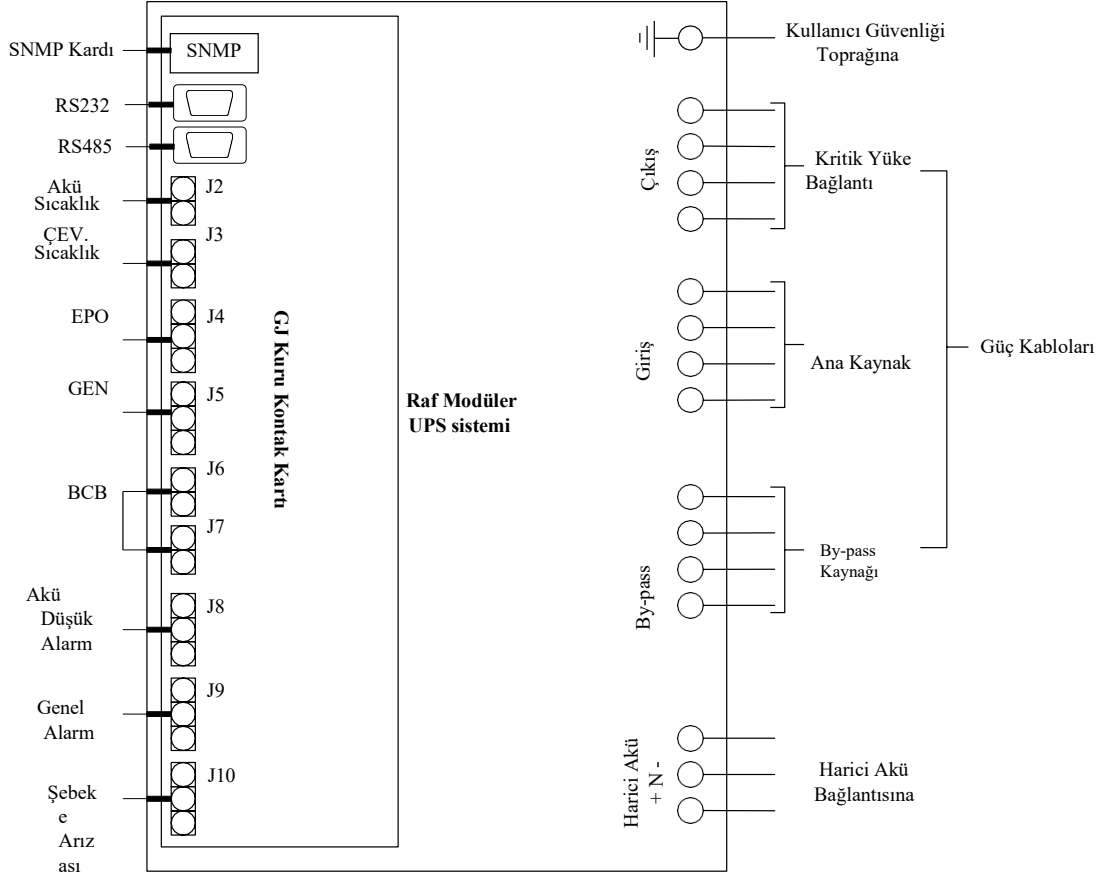 SNMP Kardı
SNMP
RS232
RS485
Akü
Sıcaklık
J2
ÇEV.
Sıcaklık
J3
EPO
J4
GEN
J5
BCB
J6
J7
Akü
Düşük
Alarm
J8
Genel
Alarm
J9
Şebek
e
Arız
ası
J10
GJ Kuru Kontak Kartı
Raf Modüler
UPS sistemi
Kullanıcı Güvenliği
Toprağına
Çıkış
Kritik Yüke
Bağlantı
Giriş
Ana Kaynak
Güç Kabloları
By-pass
By-pass
Kaynağı
Harici Akü
+ N -
Harici Akü
Bağlantısına